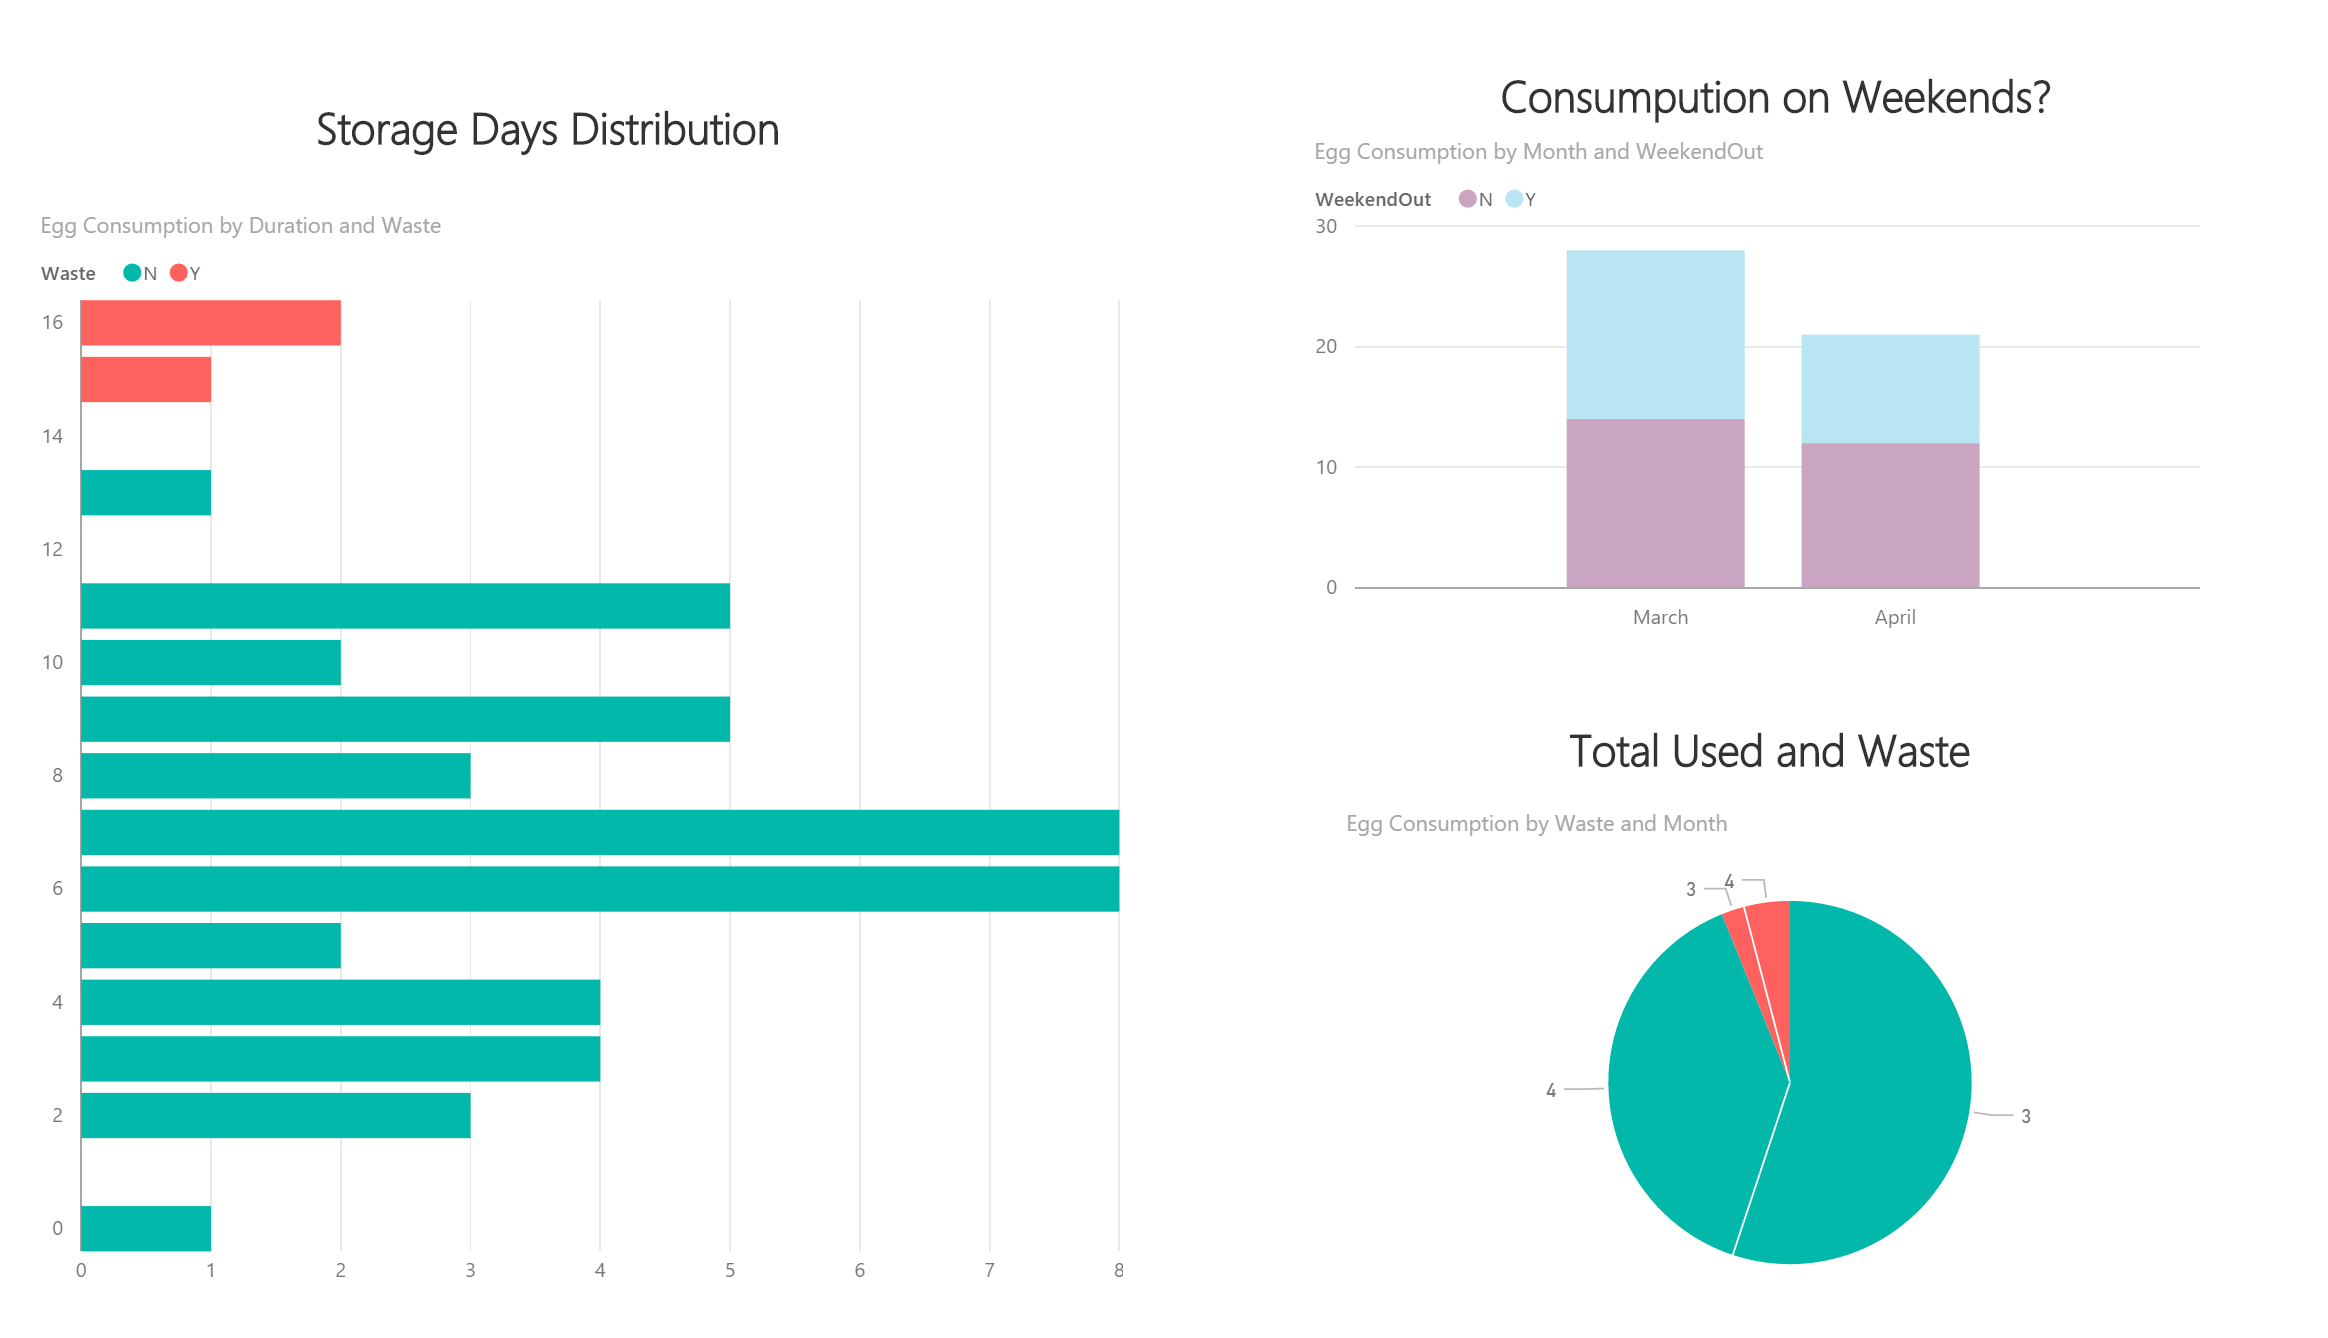 Storage Days Distribution
Egg Consumption by Duration and Waste
Waste N Y
16
14
12
10
8
6
4
2
0
0 1 2 3 4 5 6 7 8
Consumpution on Weekends?
Egg Consumption by Month and WeekendOut
WeekendOut N Y
30
20
10
0
March April
Total Used and Waste
Egg Consumption by Waste and Month
3 4
4
3